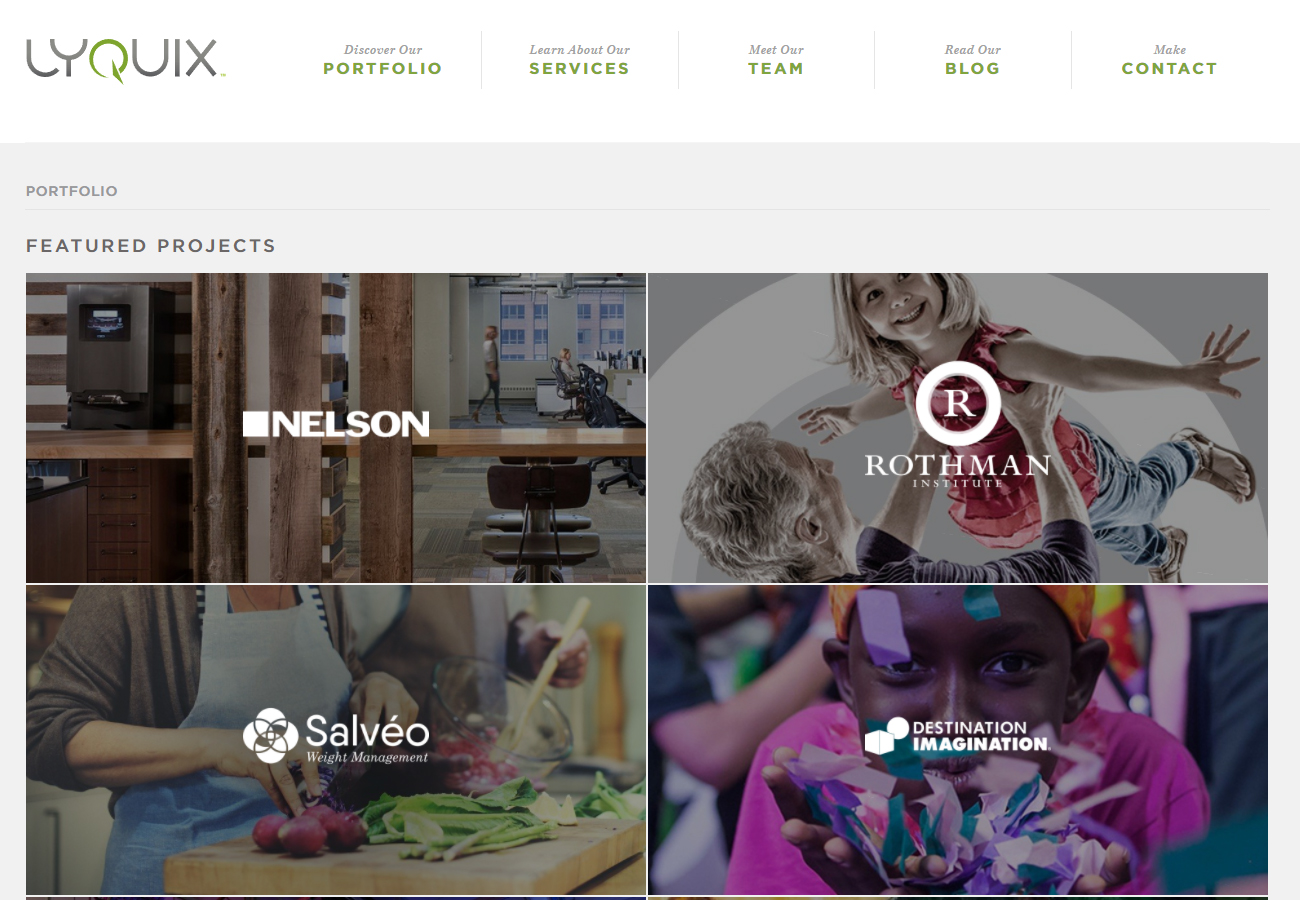 LYQUIX™
Discover Our
PORTFOLIO
Learn About Our
SERVICES
Meet Our
TEAM
Read Our
BLOG
Make
CONTACT
PORTFOLIO
FEATURED PROJECTS
NELSON
R
ROTHMAN
INSTITUTE
Salvéo
Weight Management
DESTINATION
IMAGINATION